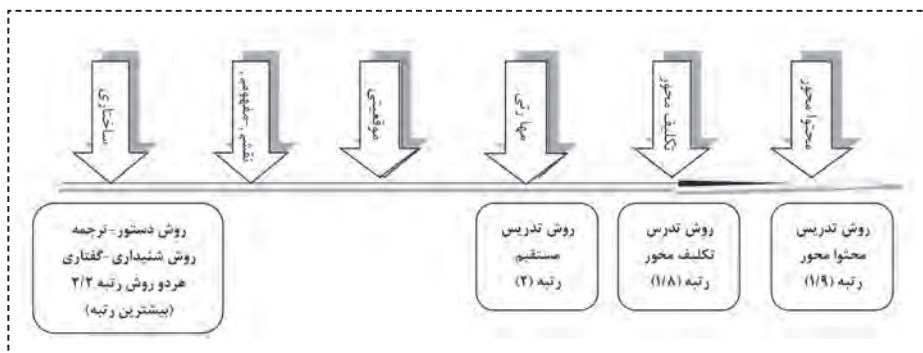 محتوا محور
تکلیف محور
مهارتی
موقعیتی
نقشی-مفهومی
ساختاری
روش تدریس
محتوا محور
رتبه (۱/۹)
روش تدرس
تکلیف محور
رتبه (۱/۸)
روش تدریس
مستقیم
رتبه (۲)
روش دستور-ترجمه
روش شنیداری-گفتاری
هردو روش رتبه ۲/۲
(بیشترین رتبه)